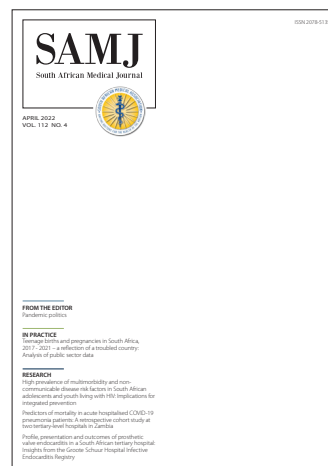 ISSN 2078-513
SAMJ
South African Medical Journal
SOUTH AFRICAN MEDICAL ASSOCIATION
APRIL 2022
VOL. 112 NO. 4
FROM THE EDITOR
Pandemic politics
IN PRACTICE
Teenage births and pregnancies in South Africa,
2017 - 2021 – a reflection of a troubled country:
Analysis of public sector data
RESEARCH
High prevalence of multimorbidity and non-
communicable disease risk factors in South African
adolescents and youth living with HIV: Implications for
integrated prevention
Predictors of mortality in acute hospitalised COVID-19
pneumonia patients: A retrospective cohort study at
two tertiary-level hospitals in Zambia
Profile, presentation and outcomes of prosthetic
valve endocarditis in a South African tertiary hospital:
Insights from the Groote Schuur Hospital Infective
Endocarditis Registry